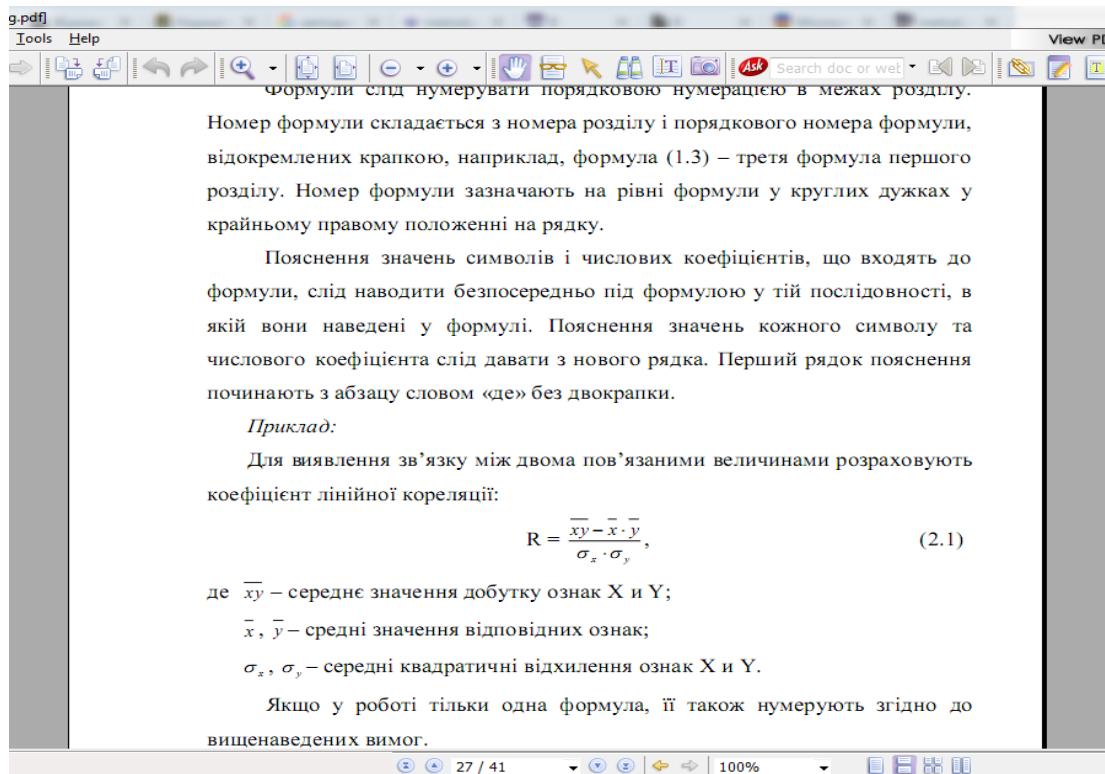 g.pdf]
Tools Help
View PD
Ask Search doc or wet
Формули слід нумерувати порядковою нумерацією в межах розділу.
Номер формули складається з номера розділу і порядкового номера формули,
відокремлених крапкою, наприклад, формула (1.3) – третя формула першого
розділу. Номер формули зазначають на рівні формули у круглих дужках у
крайньому правому положенні на рядку.
Пояснення значень символів і числових коефіцієнтів, що входять до
формули, слід наводити безпосередньо під формулою у тій послідовності, в
якій вони наведені у формулі. Пояснення значень кожного символу та
числового коефіцієнта слід давати з нового рядка. Перший рядок пояснення
починають з абзацу словом «де» без двокрапки.
Приклад:
Для виявлення зв’язку між двома пов’язаними величинами розраховують
коефіцієнт лінійної кореляції:
R = (x̅y̅ – x̅ · y̅) / (σx · σy), (2.1)
де x̅y̅ – середнє значення добутку ознак X и Y;
x̅ , y̅ – средні значення відповідних ознак;
σx , σy – середні квадратичні відхилення ознак X и Y.
Якщо у роботі тільки одна формула, її також нумерують згідно до
вищенаведених вимог.
27 / 41 100%